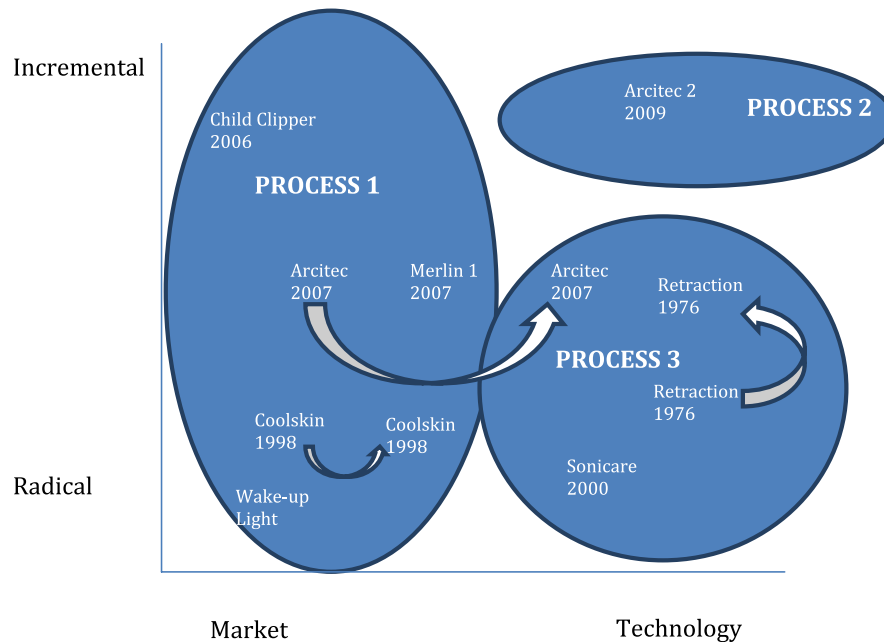 Incremental
Arcitec 2
2009
PROCESS 2
Child Clipper
2006
PROCESS 1
Arcitec
2007
Merlin 1
2007
Arcitec
2007
Retraction
1976
PROCESS 3
Retraction
1976
Coolskin
1998
Coolskin
1998
Sonicare
2000
Radical
Wake-up
Light
Market
Technology